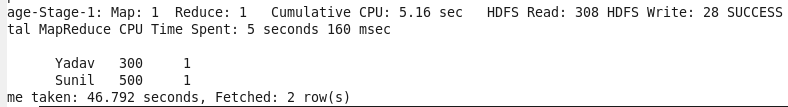 age-Stage-1: Map: 1  Reduce: 1   Cumulative CPU: 5.16 sec   HDFS Read: 308 HDFS Write: 28 SUCCESS
tal MapReduce CPU Time Spent: 5 seconds 160 msec
Yadav   300     1
Sunil   500     1
me taken: 46.792 seconds, Fetched: 2 row(s)